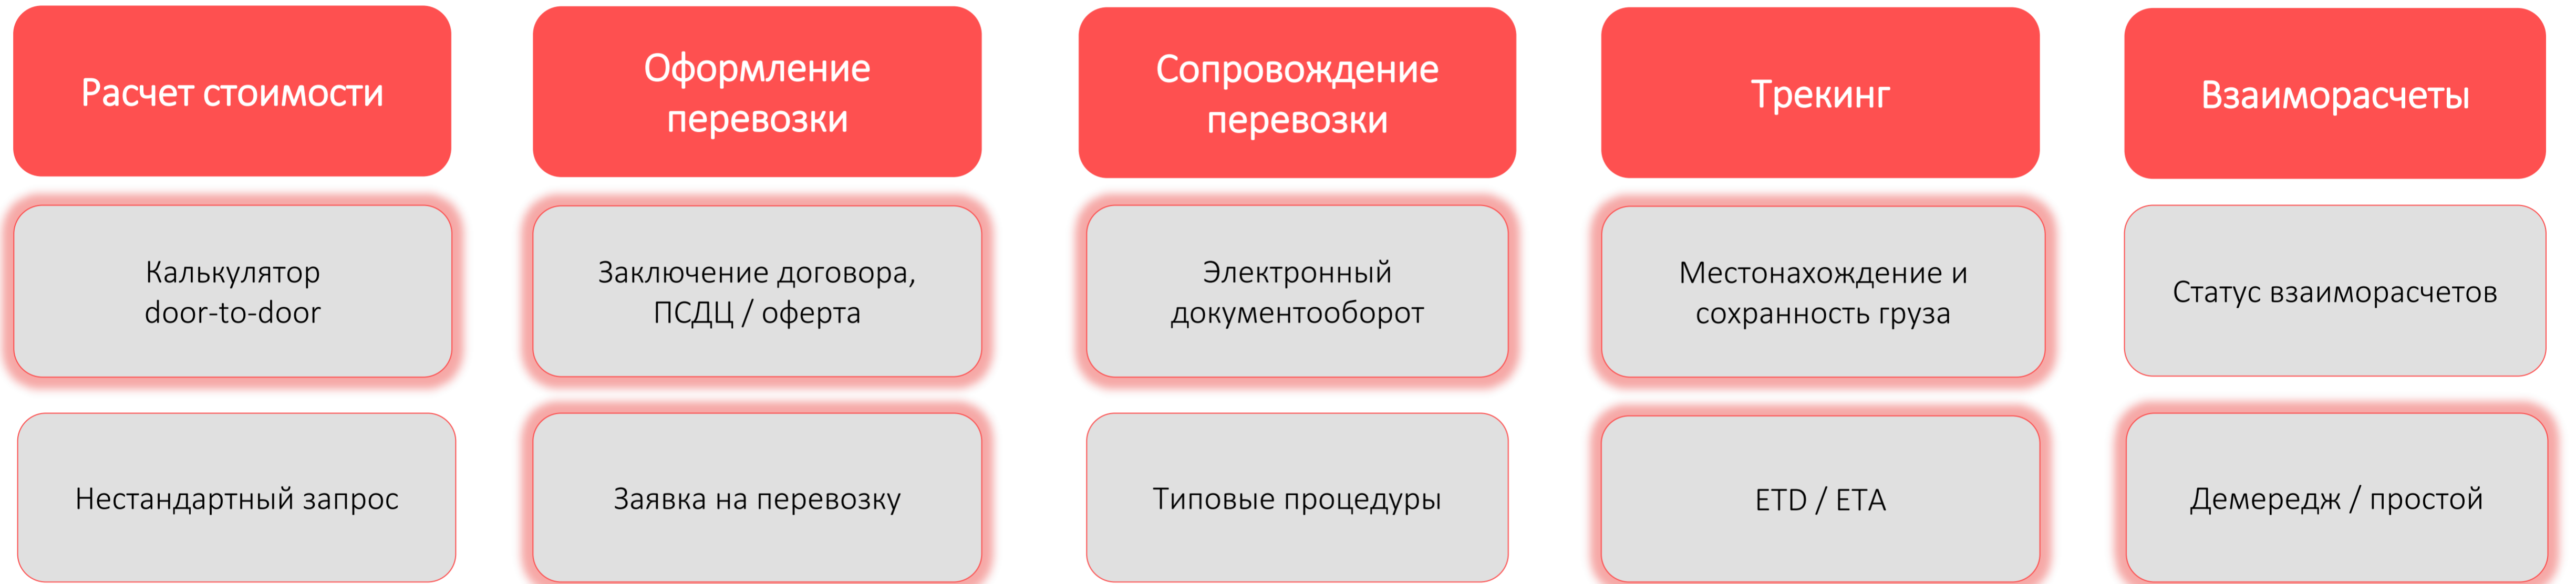 Расчет стоимости
Оформление
перевозки
Сопровождение
перевозки
Трекинг
Взаиморасчеты
Калькулятор
door-to-door
Заключение договора,
ПСДЦ / оферта
Электронный
документооборот
Местонахождение и
сохранность груза
Статус взаиморасчетов
Нестандартный запрос
Заявка на перевозку
Типовые процедуры
ETD / ETA
Демередж / простой